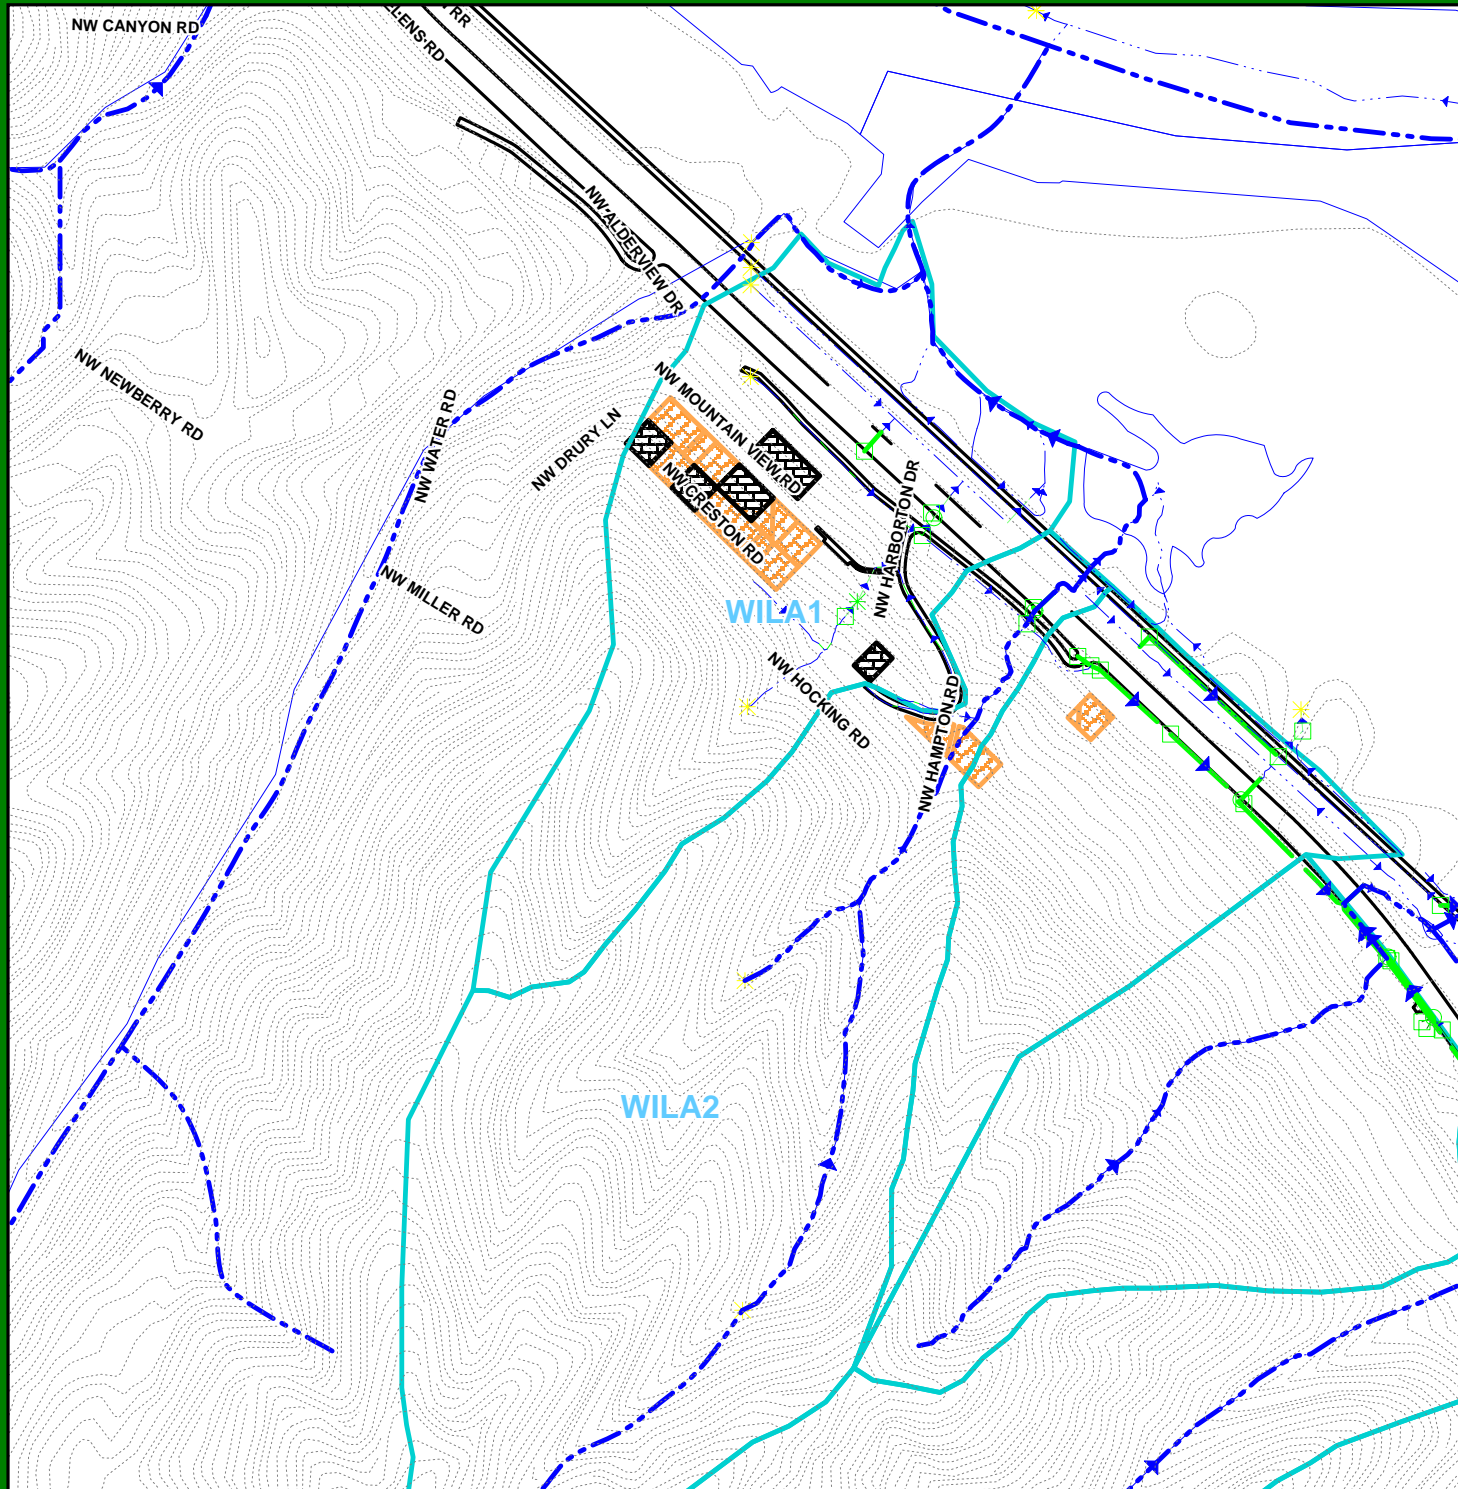 NW CANYON RD
RR
LENS RD
NW ALDERVIEW DR
NW NEWBERRY RD
NW WATER RD
NW DRURY LN
NW MOUNTAIN VIEW RD
NW CRESTON RD
NW HARBORTON DR
NW MILLER RD
WILA1
NW HOCKING RD
NW HAMPTON RD
WILA2